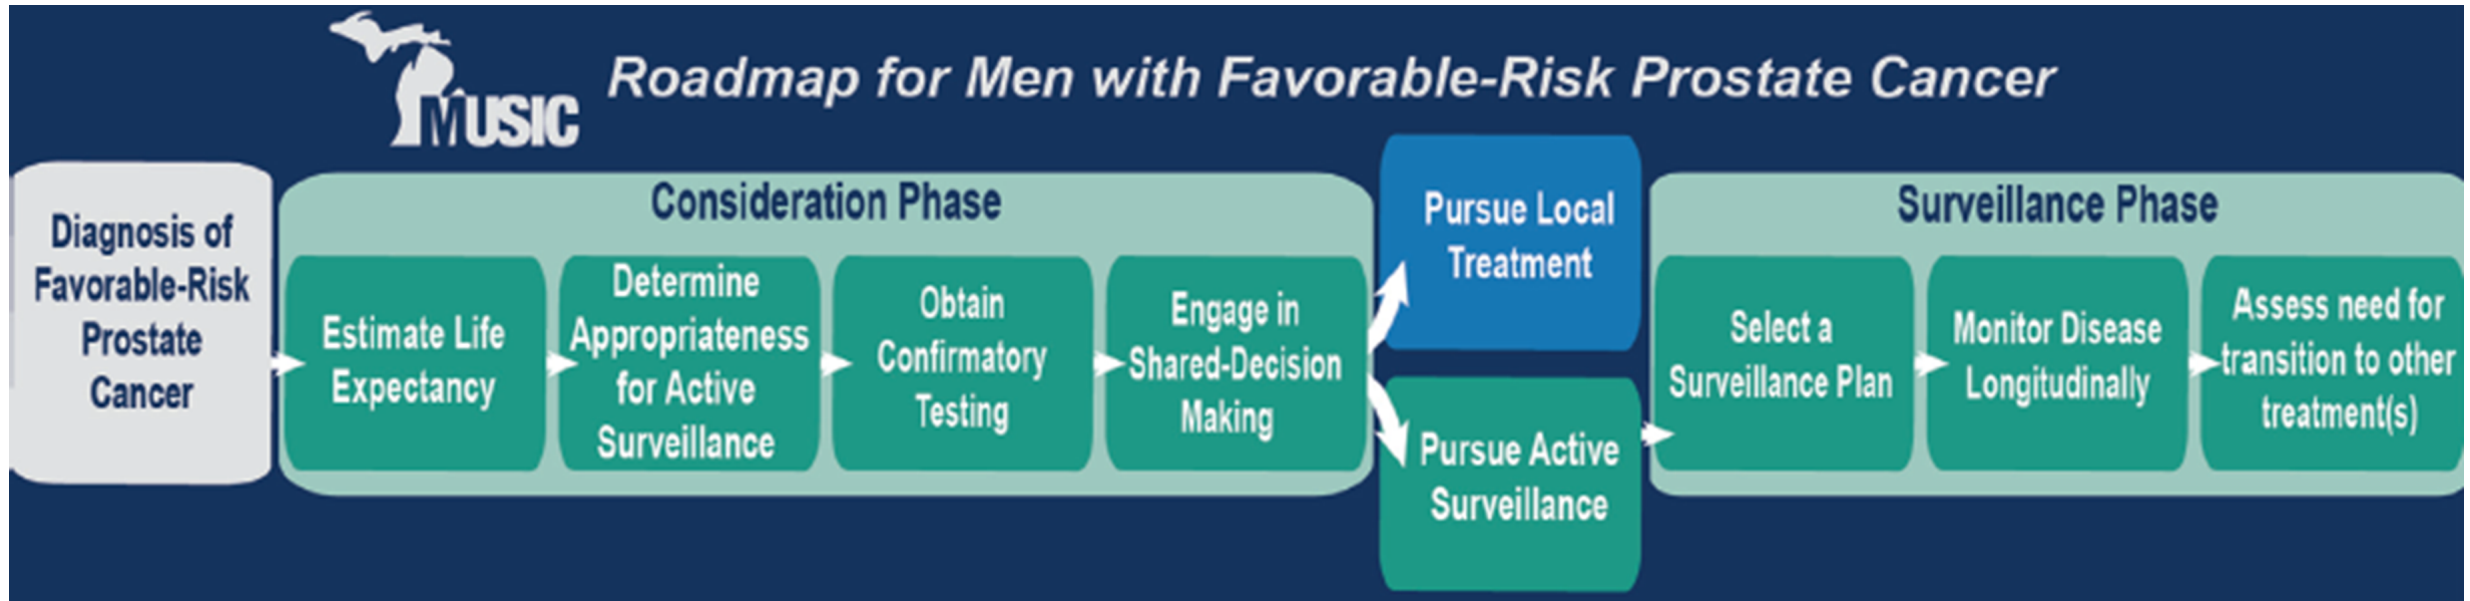 MUSIC
Roadmap for Men with Favorable-Risk Prostate Cancer
Diagnosis of
Favorable-Risk
Prostate
Cancer
Consideration Phase
Estimate Life
Expectancy
Determine
Appropriateness
for Active
Surveillance
Obtain
Confirmatory
Testing
Engage in
Shared-Decision
Making
Pursue Local
Treatment
Pursue Active
Surveillance
Surveillance Phase
Select a
Surveillance Plan
Monitor Disease
Longitudinally
Assess need for
transition to other
treatment(s)